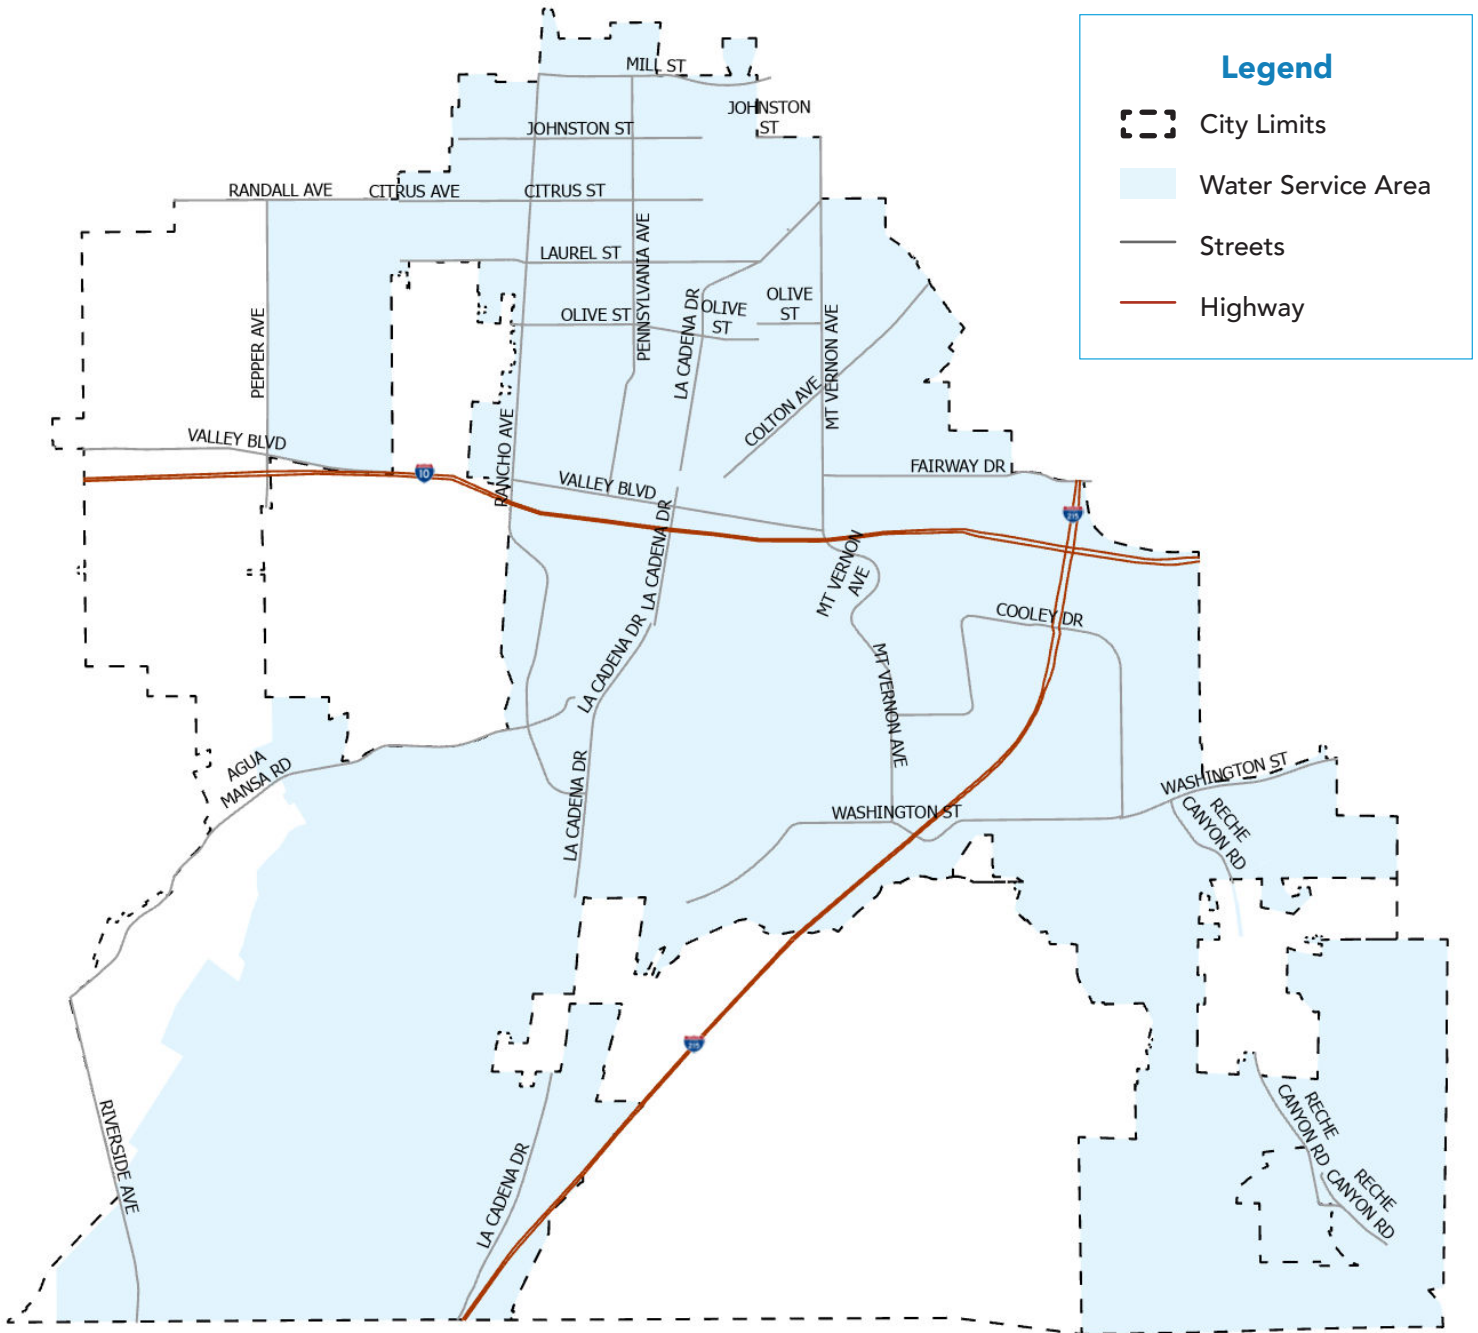 Legend
City Limits
Water Service Area
Streets
Highway
MILL ST
JOHNSTON
ST
JOHNSTON ST
RANDALL AVE
CITRUS AVE
CITRUS ST
PENNSYLVANIA AVE
LAUREL ST
OLIVE ST
LA CADENA DR
OLIVE
ST
OLIVE
ST
MT VERNON AVE
PEPPER AVE
COLTON AVE
VALLEY BLVD
RANCHO AVE
FAIRWAY DR
10
VALLEY BLVD
215
LA CADENA DR
MT VERNON
AVE
COOLEY DR
LA CADENA DR
MT VERNON AVE
AGUA
MANSA RD
LA CADENA DR
WASHINGTON ST
WASHINGTON ST
RECHE
CANYON RD
215
RIVERSIDE AVE
LA CADENA DR
RECHE
CANYON RD
RECHE
CANYON RD